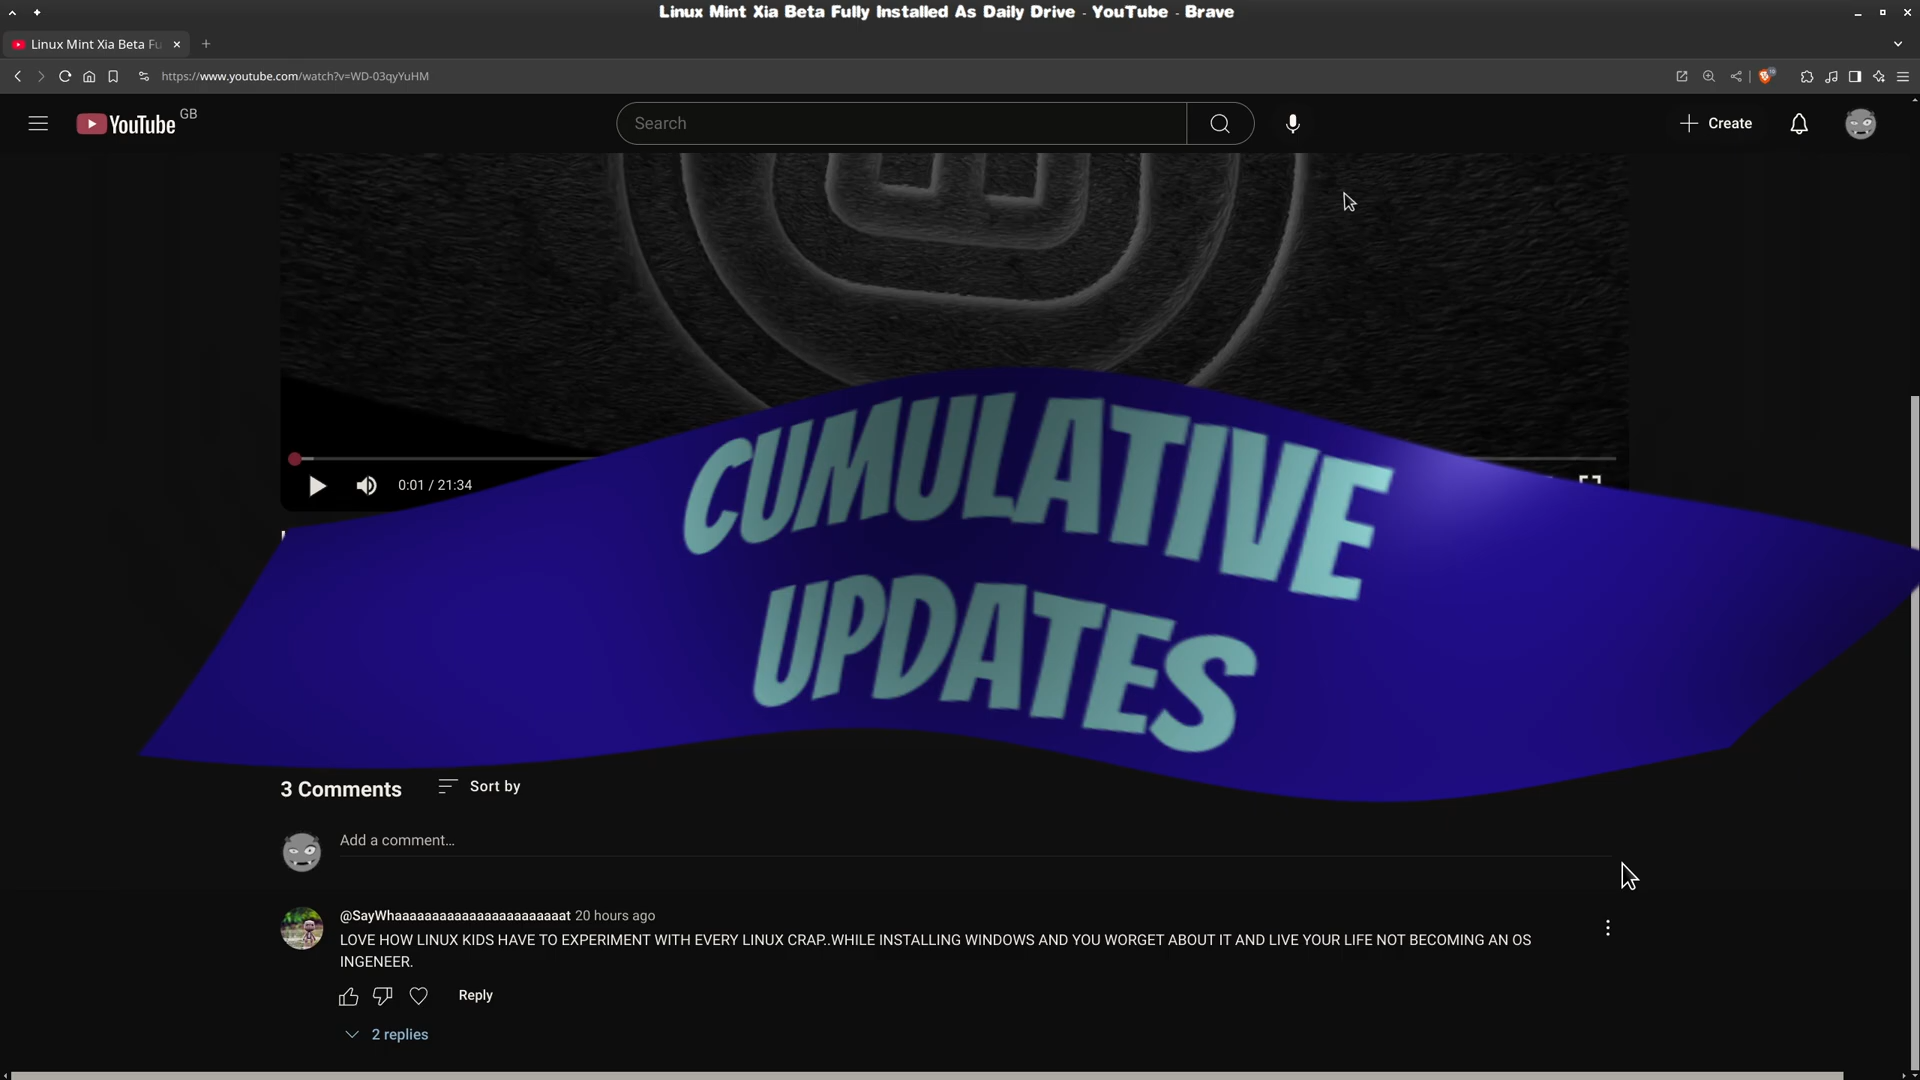 Linux Mint Xia Beta Fully Installed As Daily Drive - YouTube - Brave
Linux Mint Xia Beta Fu
https://www.youtube.com/watch?v=WD-03qyYuHM
YouTube GB
Search
Create
0:01 / 21:34
CUMULATIVE
UPDATES
3 Comments
Sort by
Add a comment...
@SayWhaaaaaaaaaaaaaaaaaaaaaaat 20 hours ago
LOVE HOW LINUX KIDS HAVE TO EXPERIMENT WITH EVERY LINUX CRAP..WHILE INSTALLING WINDOWS AND YOU WORGET ABOUT IT AND LIVE YOUR LIFE NOT BECOMING AN OS
INGENEER.
Reply
2 replies